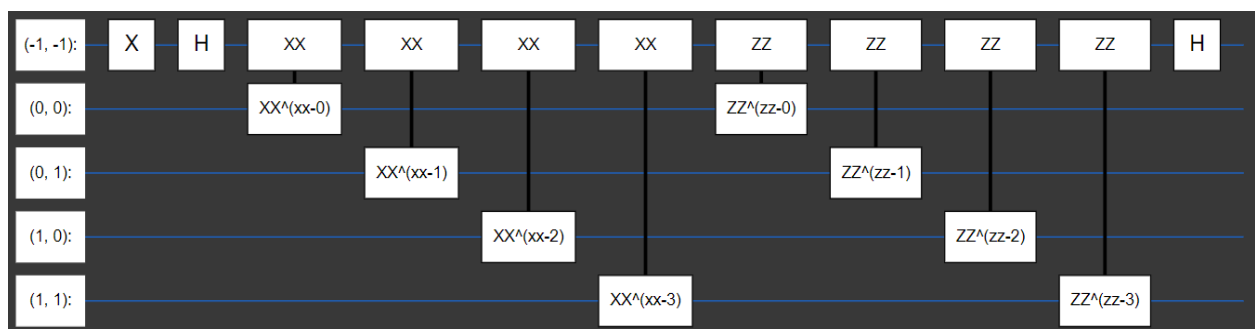 (-1, -1): X H XX XX XX XX ZZ ZZ ZZ ZZ H
(0, 0): XX^(xx-0) ZZ^(zz-0)
(0, 1): XX^(xx-1) ZZ^(zz-1)
(1, 0): XX^(xx-2) ZZ^(zz-2)
(1, 1): XX^(xx-3) ZZ^(zz-3)